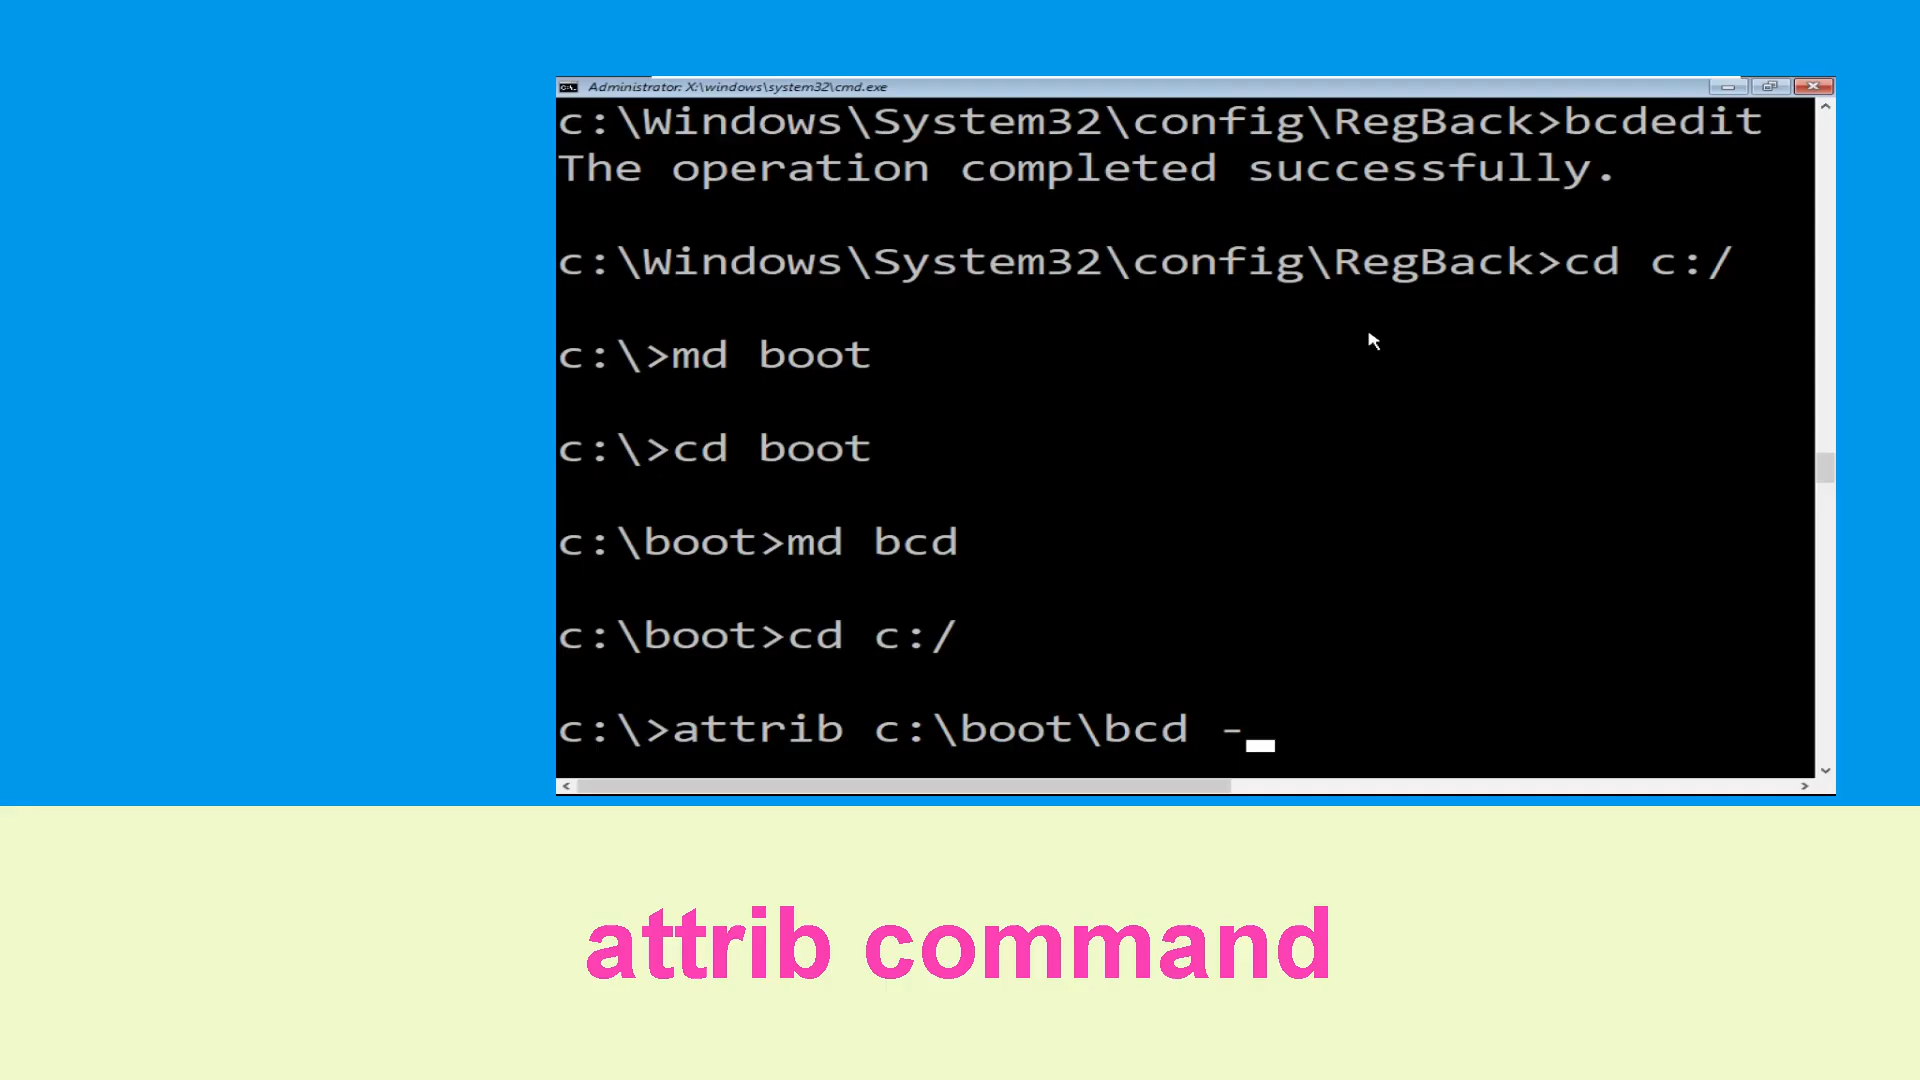 Administrator: X:\windows\system32\cmd.exe
c:\Windows\System32\config\RegBack>bcdedit
The operation completed successfully.
c:\Windows\System32\config\RegBack>cd c:/
c:\>md boot
c:\>cd boot
c:\boot>md bcd
c:\boot>cd c:/
c:\>attrib c:\boot\bcd -
attrib command